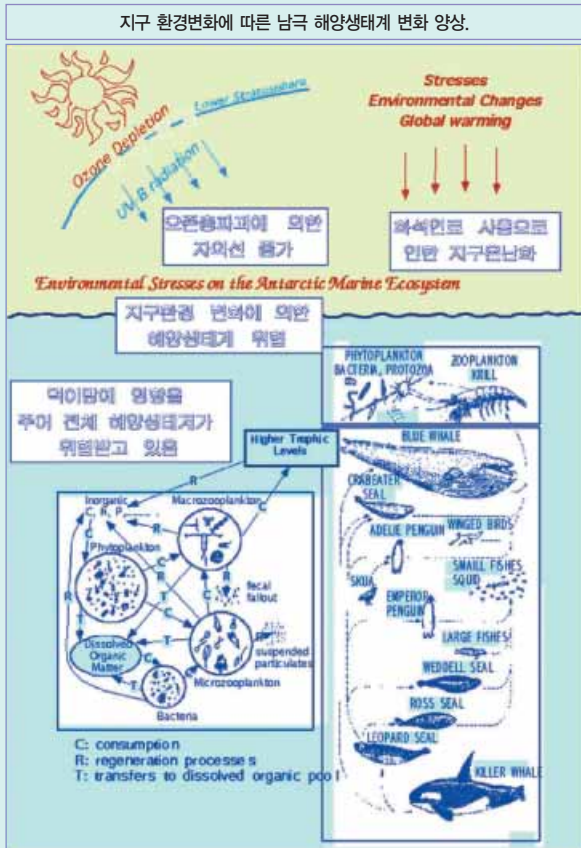 지구 환경변화에 따른 남극 해양생태계 변화 양상.
Ozone Depletion
Lower Stratosphere
UV-B radiation
Stresses
Environmental Changes
Global warming
오존층파괴에 의한
자외선 증가
화석연료 사용으로
인한 지구온난화
Environmental Stresses on the Antarctic Marine Ecosystem
지구환경 변화에 의한
해양생태계 위협
먹이망에 영향을
주어 전체 해양생태계가
위협받고 있음
PHYTOPLANKTON
BACTERIA, PROTOZOA
ZOOPLANKTON
KRILL
Higher Trophic
Levels
BLUE WHALE
CRABEATER
SEAL
ADELIE PENGUIN
WINGED BIRDS
SKUA
EMPEROR
PENGUIN
SMALL FISHES
SQUID
LARGE FISHES
WEDDELL SEAL
ROSS SEAL
LEOPARD SEAL
KILLER WHALE
Inorganic
C, N, P,......
Macrozooplankton
Phytoplankton
fecal
fallout
Dissolved
Organic
Matter
suspended
particulates
Microzooplankton
Bacteria
R
C
R
C
C
R
R
R
T
C
C
R
T
T
C
C
T
C: consumption
R: regeneration processes
T: transfers to dissolved organic pool